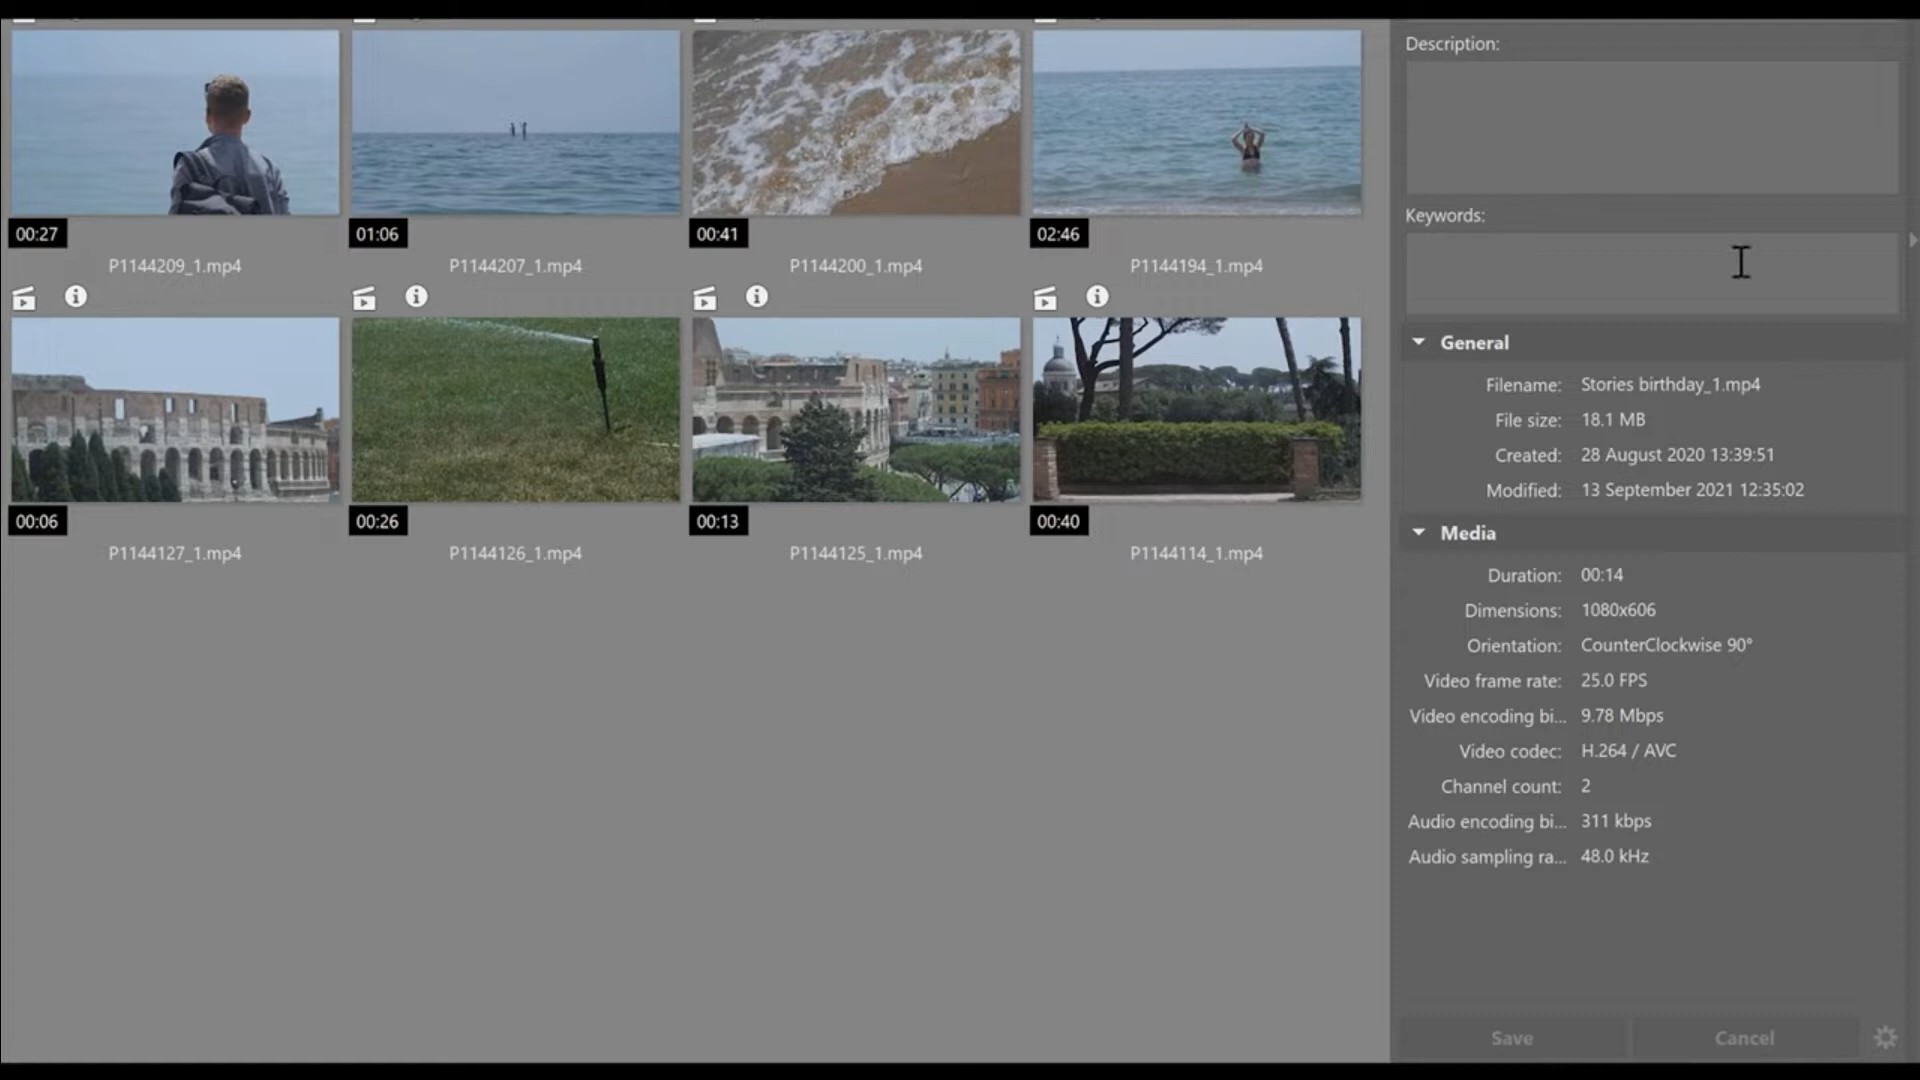 00:27
01:06
00:41
02:46
P1144209_1.mp4
P1144207_1.mp4
P1144200_1.mp4
P1144194_1.mp4
00:06
00:26
00:13
00:40
P1144127_1.mp4
P1144126_1.mp4
P1144125_1.mp4
P1144114_1.mp4
Description:
Keywords:
General
Filename: Stories birthday_1.mp4
File size: 18.1 MB
Created: 28 August 2020 13:39:51
Modified: 13 September 2021 12:35:02
Media
Duration: 00:14
Dimensions: 1080x606
Orientation: CounterClockwise 90°
Video frame rate: 25.0 FPS
Video encoding bi... 9.78 Mbps
Video codec: H.264 / AVC
Channel count: 2
Audio encoding bi... 311 kbps
Audio sampling ra... 48.0 kHz
Save Cancel